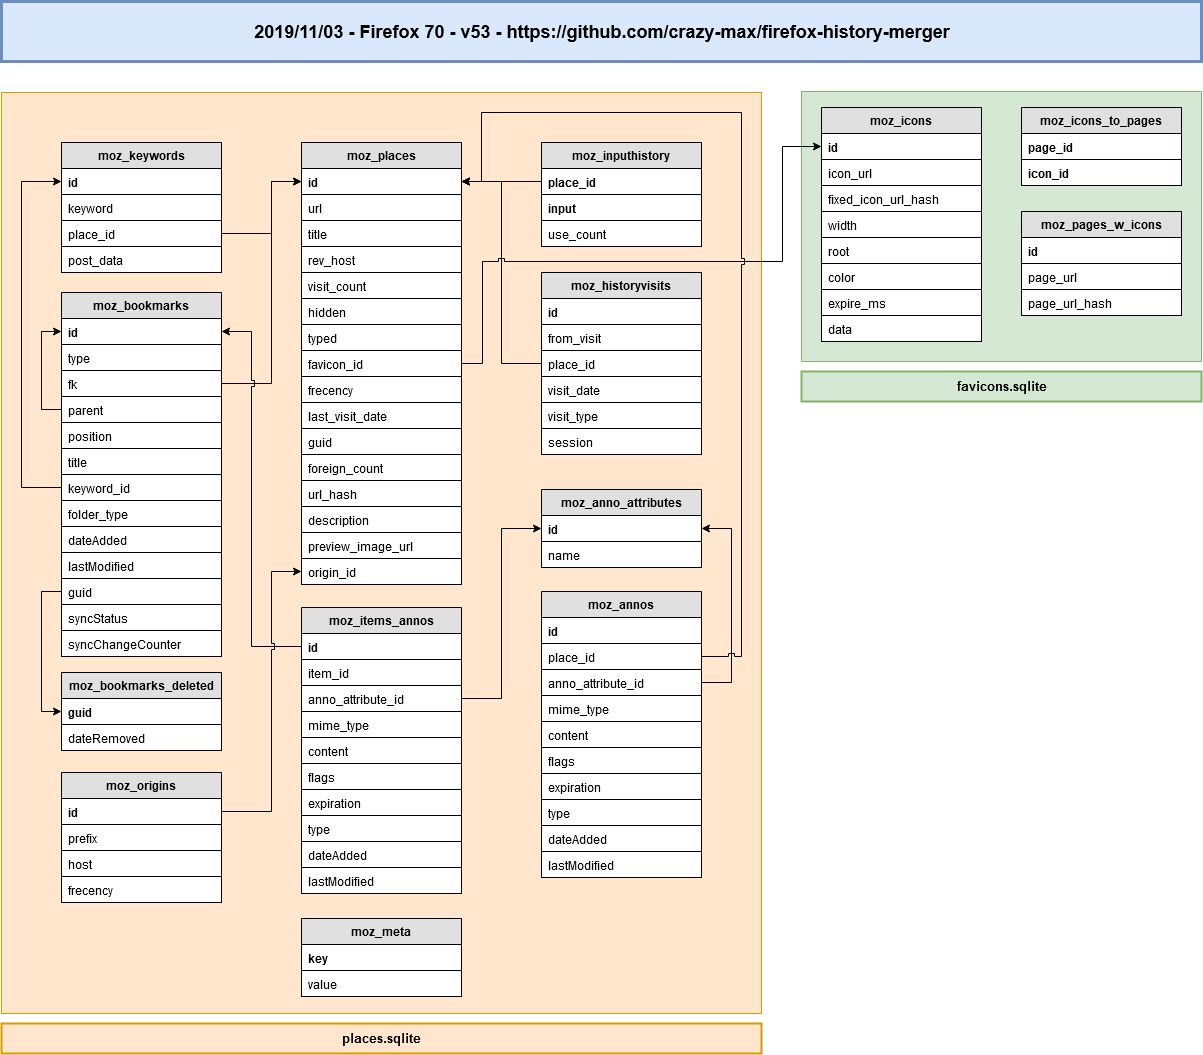 2019/11/03 - Firefox 70 - v53 - https://github.com/crazy-max/firefox-history-merger
moz_keywords
id
keyword
place_id
post_data
moz_bookmarks
id
type
fk
parent
position
title
keyword_id
folder_type
dateAdded
lastModified
guid
syncStatus
syncChangeCounter
moz_bookmarks_deleted
guid
dateRemoved
moz_origins
id
prefix
host
frecency
moz_places
id
url
title
rev_host
visit_count
hidden
typed
favicon_id
frecency
last_visit_date
guid
foreign_count
url_hash
description
preview_image_url
origin_id
moz_items_annos
id
item_id
anno_attribute_id
mime_type
content
flags
expiration
type
dateAdded
lastModified
moz_meta
key
value
moz_inputhistory
place_id
input
use_count
moz_historyvisits
id
from_visit
place_id
visit_date
visit_type
session
moz_anno_attributes
id
name
moz_annos
id
place_id
anno_attribute_id
mime_type
content
flags
expiration
type
dateAdded
lastModified
places.sqlite
moz_icons
id
icon_url
fixed_icon_url_hash
width
root
color
expire_ms
data
moz_icons_to_pages
page_id
icon_id
moz_pages_w_icons
id
page_url
page_url_hash
favicons.sqlite